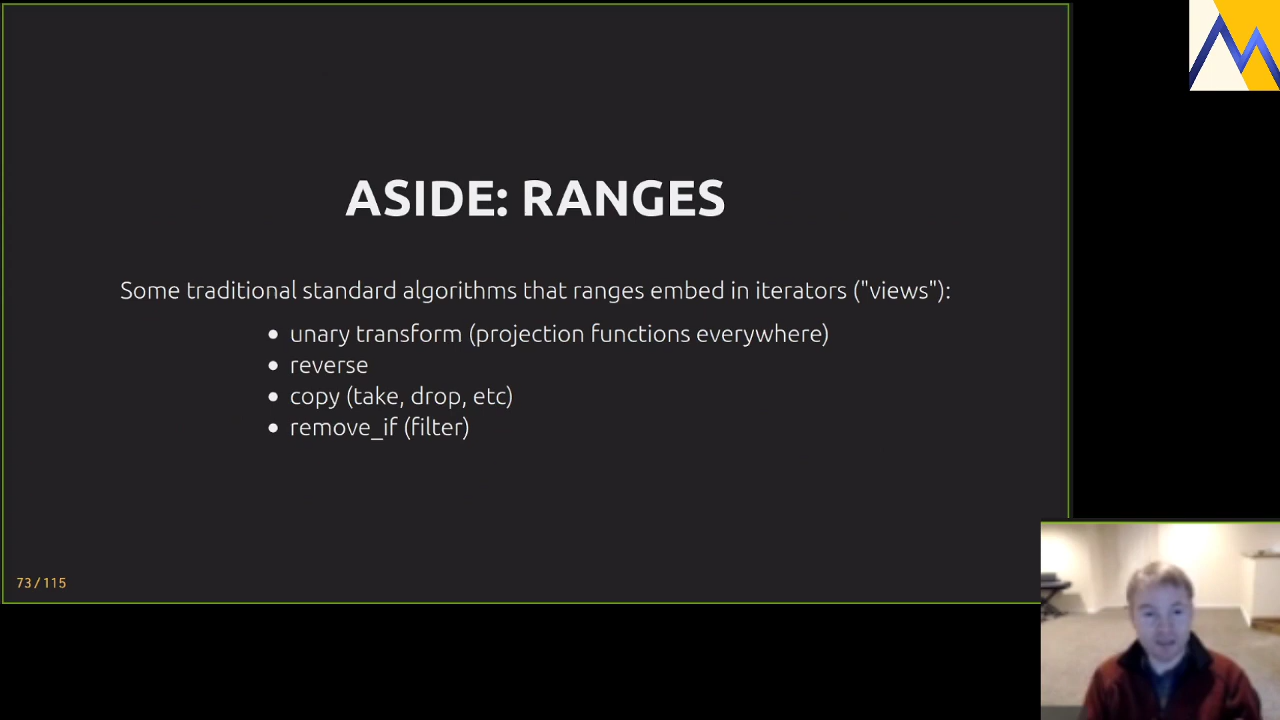 ASIDE: RANGES
Some traditional standard algorithms that ranges embed in iterators ("views"):
• unary transform (projection functions everywhere)
• reverse
• copy (take, drop, etc)
• remove_if (filter)
73 / 115